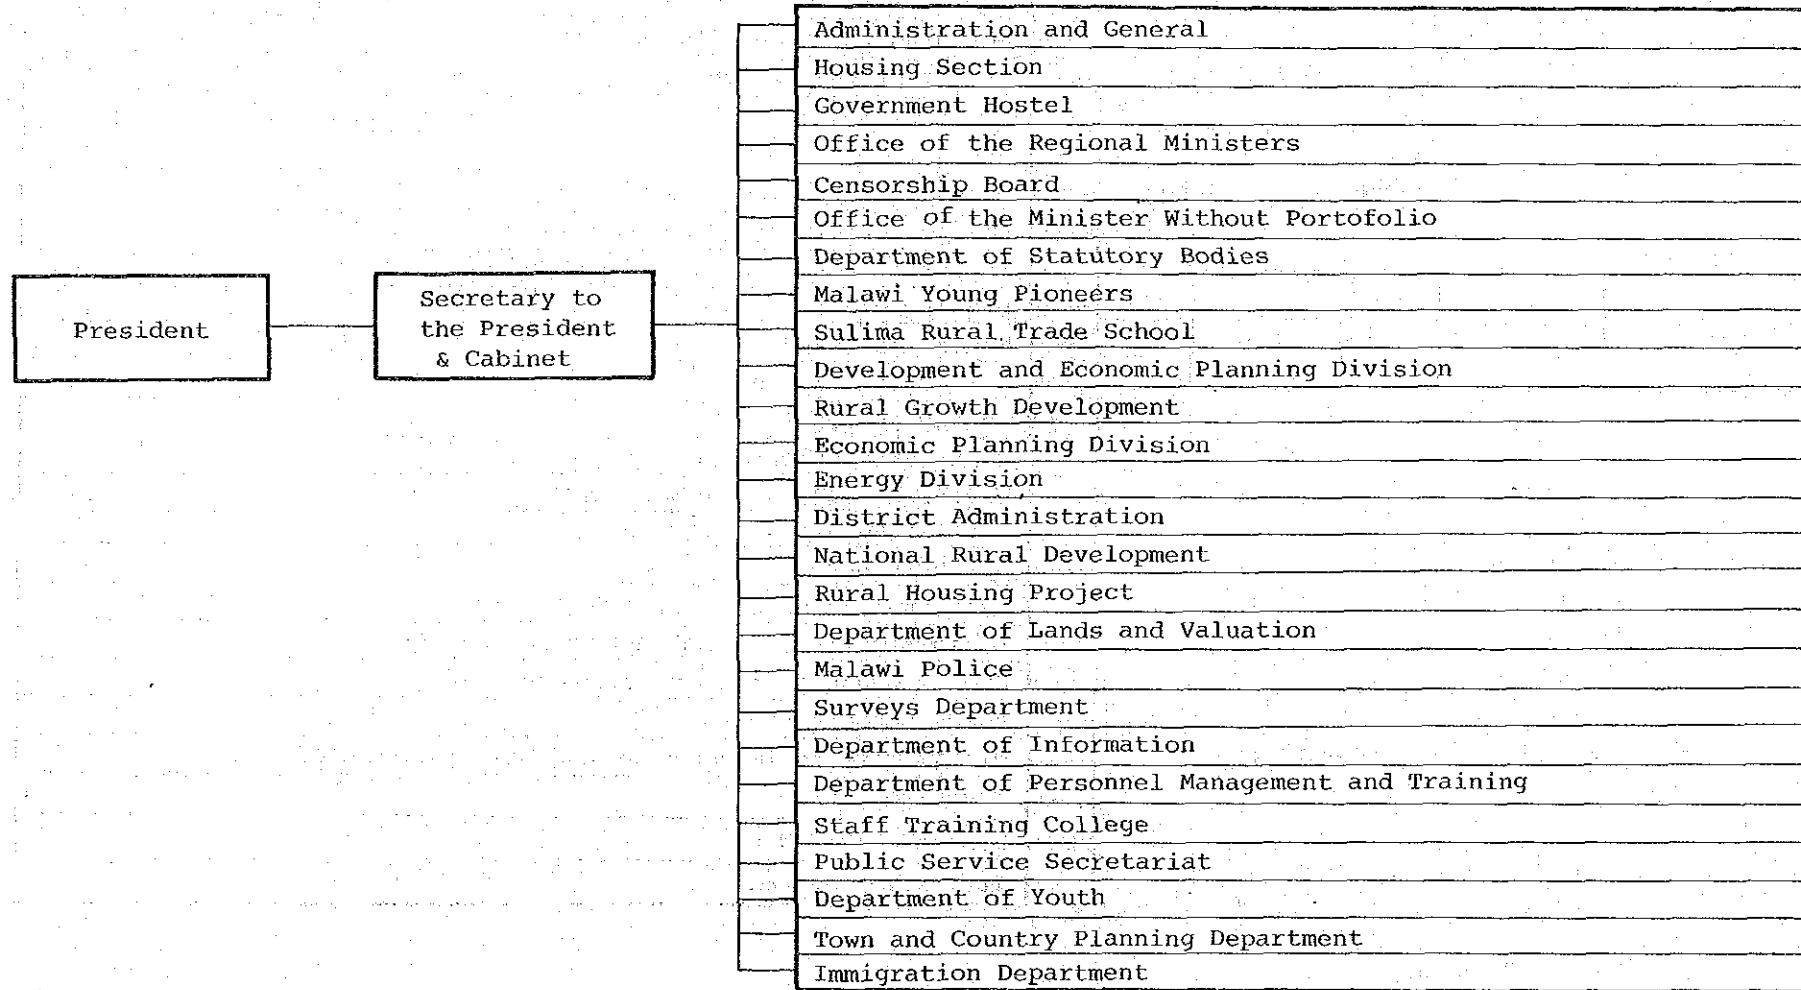 President
Secretary to
the President
& Cabinet
Administration and General
Housing Section
Government Hostel
Office of the Regional Ministers
Censorship Board
Office of the Minister Without Portofolio
Department of Statutory Bodies
Malawi Young Pioneers
Sulima Rural Trade School
Development and Economic Planning Division
Rural Growth Development
Economic Planning Division
Energy Division
District Administration
National Rural Development
Rural Housing Project
Department of Lands and Valuation
Malawi Police
Surveys Department
Department of Information
Department of Personnel Management and Training
Staff Training College
Public Service Secretariat
Department of Youth
Town and Country Planning Department
Immigration Department